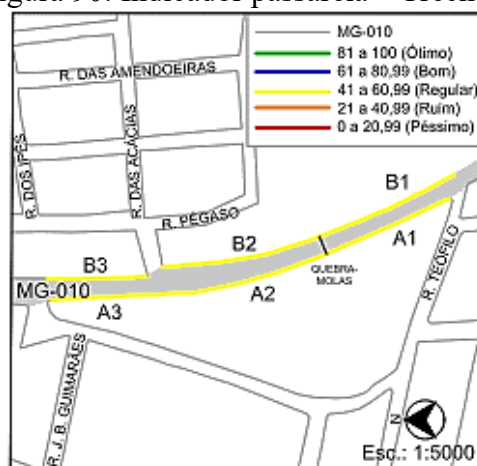 MG-010
81 a 100 (Ótimo)
61 a 80,99 (Bom)
41 a 60,99 (Regular)
21 a 40,99 (Ruím)
0 a 20,99 (Péssimo)
R. DAS AMENDOEIRAS
R. DOS IPÊS
R. DAS ACÁCIAS
R. PÉGASO
B1
B2
B3
A1
QUEBRA-
MOLAS
A2
MG-010
A3
R. TEÓFILO
R. J. B. GUIMARÃES
N
Esc.: 1:5000